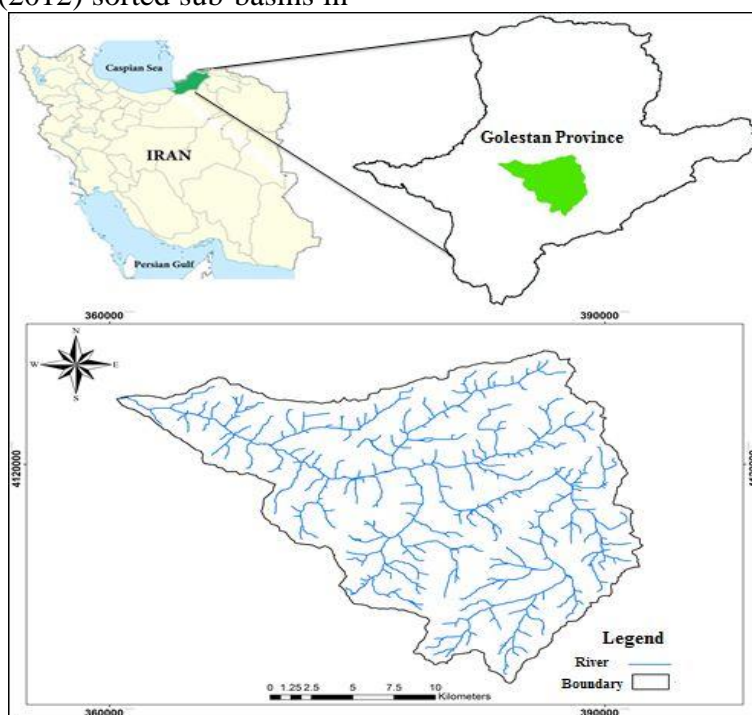 (2012) sorted sub-basins in
Caspian Sea
IRAN
Persian Gulf
Golestan Province
360000
390000
N
W
E
S
4120000
4120000
Legend
River
Boundary
0 1.25 2.5 5 7.5 10
Kilometers
360000
390000